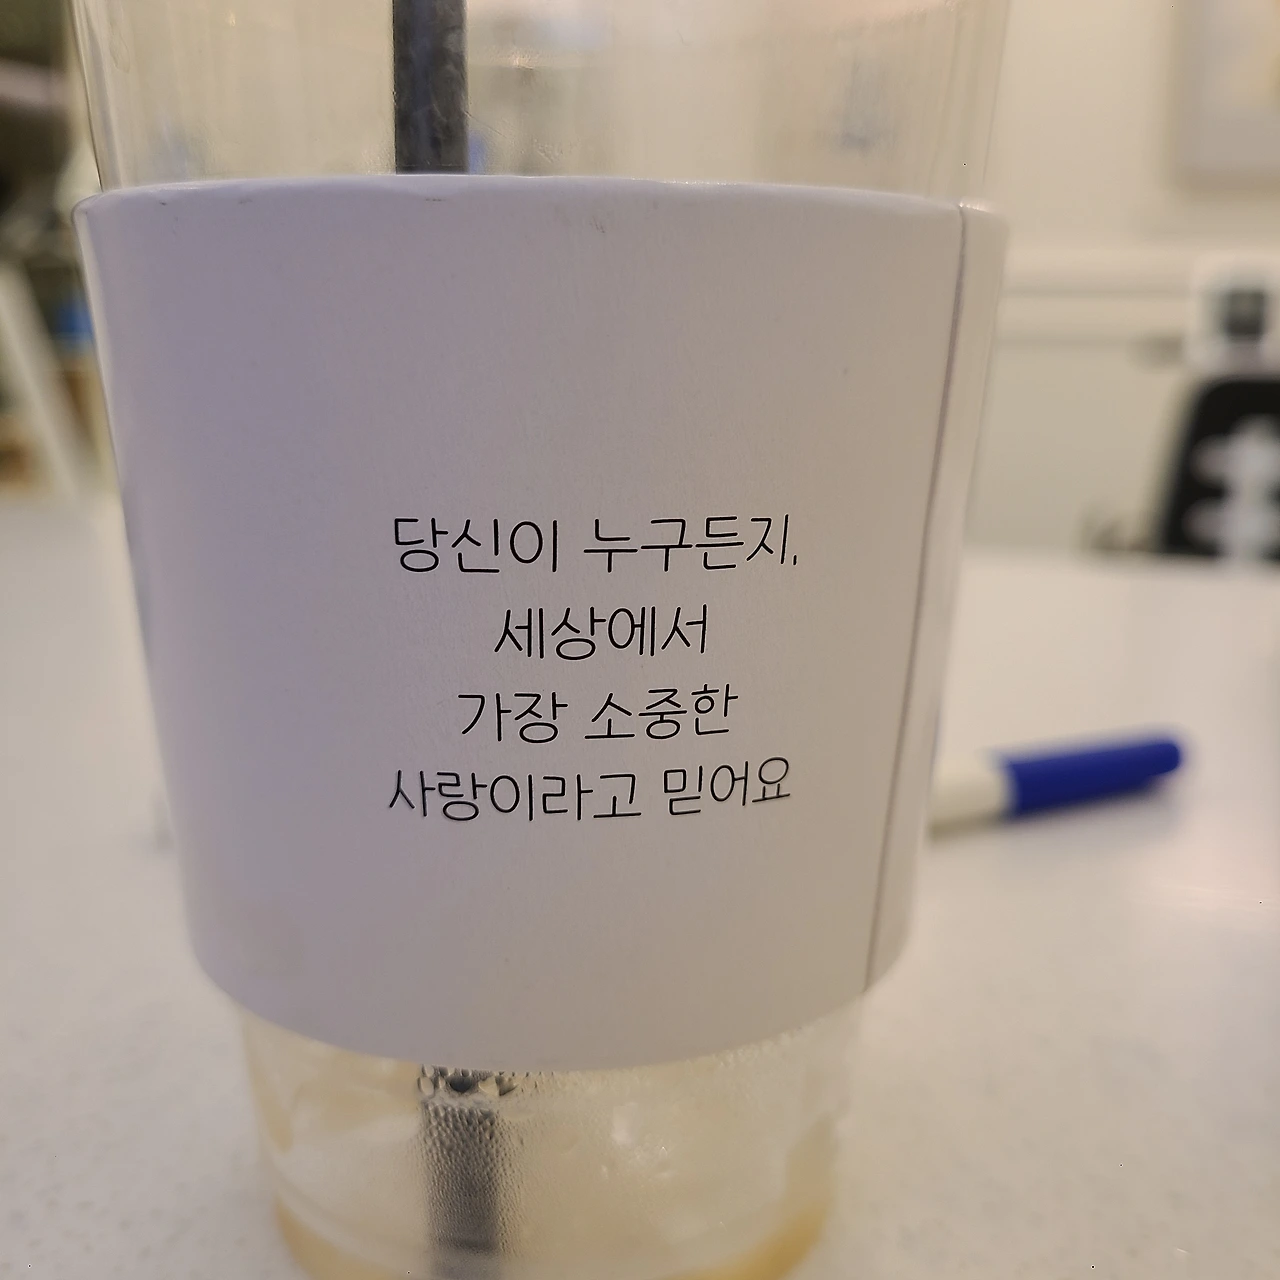 당신이 누구든지,
세상에서
가장 소중한
사랑이라고 믿어요